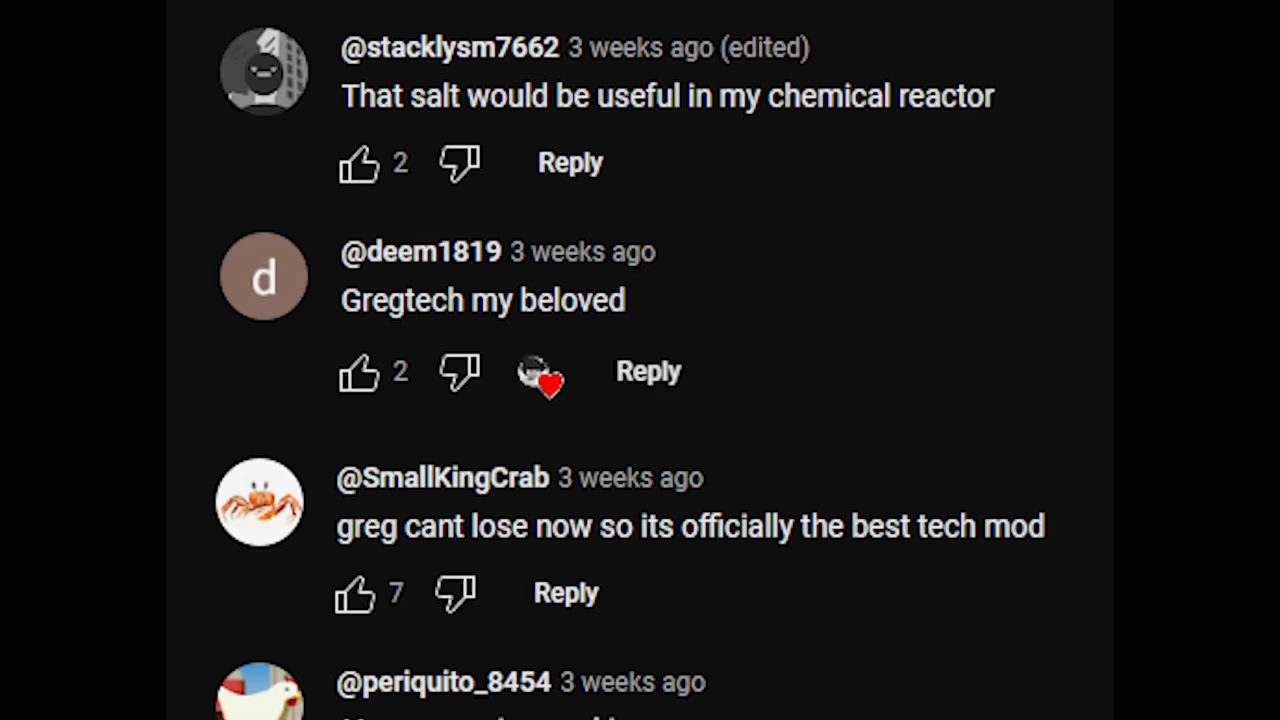 @stacklysm7662 3 weeks ago (edited)
That salt would be useful in my chemical reactor
2 Reply
@deem1819 3 weeks ago
d
Gregtech my beloved
2 Reply
@SmallKingCrab 3 weeks ago
greg cant lose now so its officially the best tech mod
7 Reply
@periquito_8454 3 weeks ago